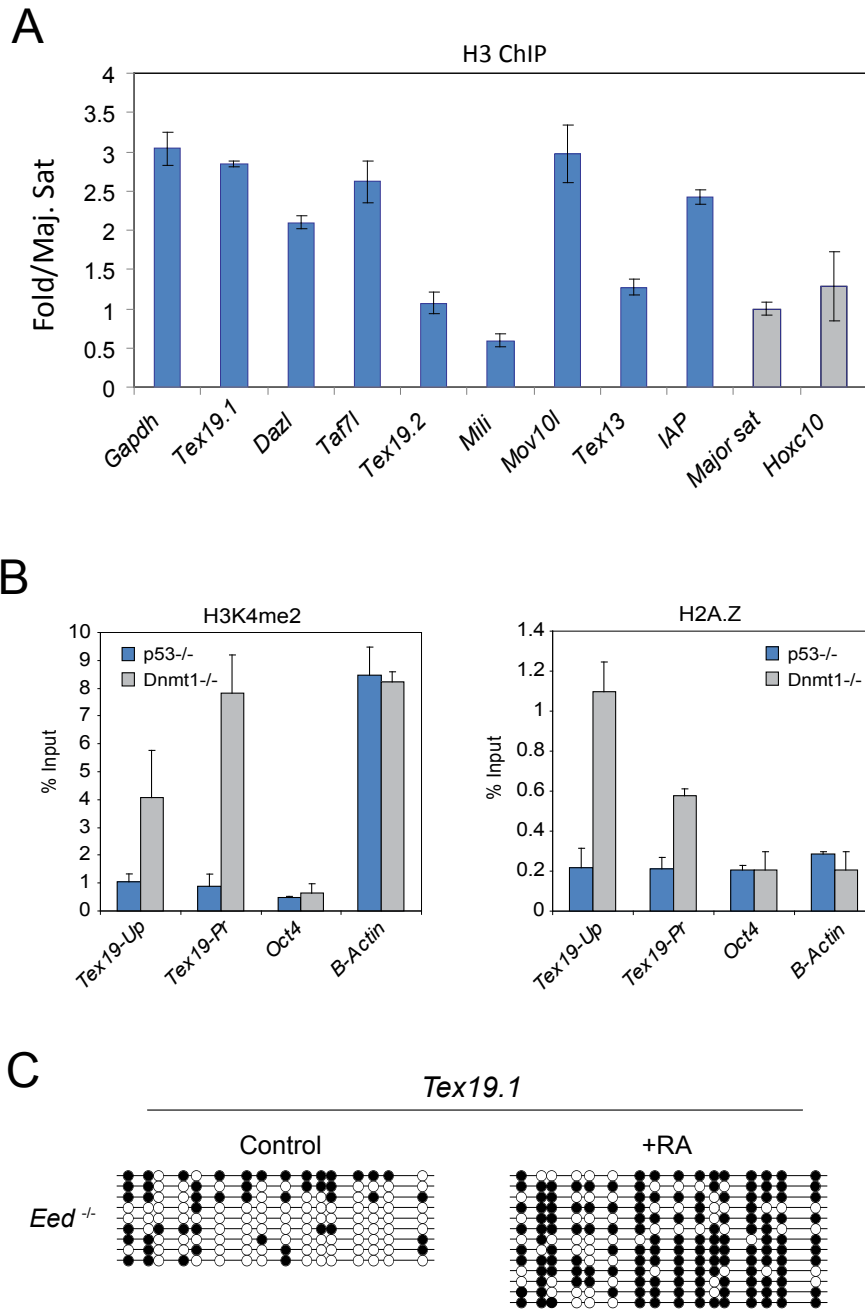 A
H3 ChIP
Fold/Maj. Sat
4
3.5
3
2.5
2
1.5
1
0.5
0
Gapdh
Tex19.1
Dazl
Taf7l
Tex19.2
Mili
Mov10l
Tex13
IAP
Major sat
Hoxc10
B
H3K4me2
% Input
10
9
8
7
6
5
4
3
2
1
0
p53-/-
Dnmt1-/-
Tex19-Up
Tex19-Pr
Oct4
B-Actin
H2A.Z
% Input
1.4
1.2
1
0.8
0.6
0.4
0.2
0
p53-/-
Dnmt1-/-
Tex19-Up
Tex19-Pr
Oct4
B-Actin
C
Tex19.1
Control
+RA
Eed -/-